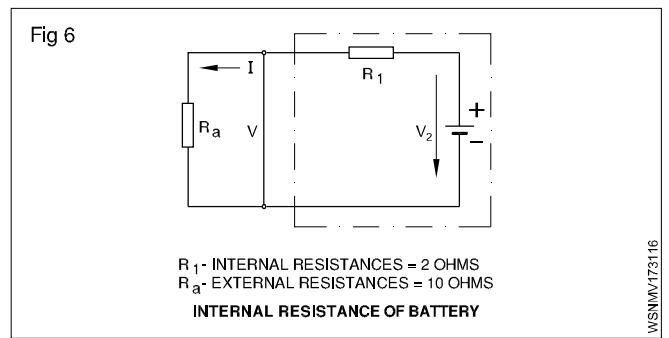 Fig 6
I
R1
Ra
V
V2
+
−
R1- INTERNAL RESISTANCES = 2 OHMS
Ra- EXTERNAL RESISTANCES = 10 OHMS
INTERNAL RESISTANCE OF BATTERY
WSNMV173116